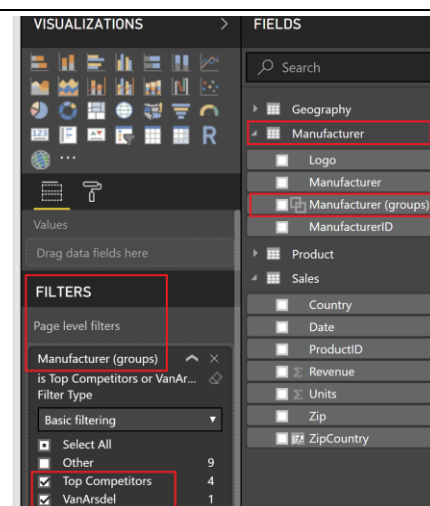 VISUALIZATIONS >
FIELDS
Search
Geography
Manufacturer
Logo
Manufacturer
Manufacturer (groups)
ManufacturerID
Product
Sales
Country
Date
ProductID
Σ Revenue
Σ Units
Zip
ZipCountry
123
R
...
Values
Drag data fields here
FILTERS
Page level filters
Manufacturer (groups)
is Top Competitors or VanAr...
Filter Type
Basic filtering
Select All
Other 9
Top Competitors 4
VanArsdel 1